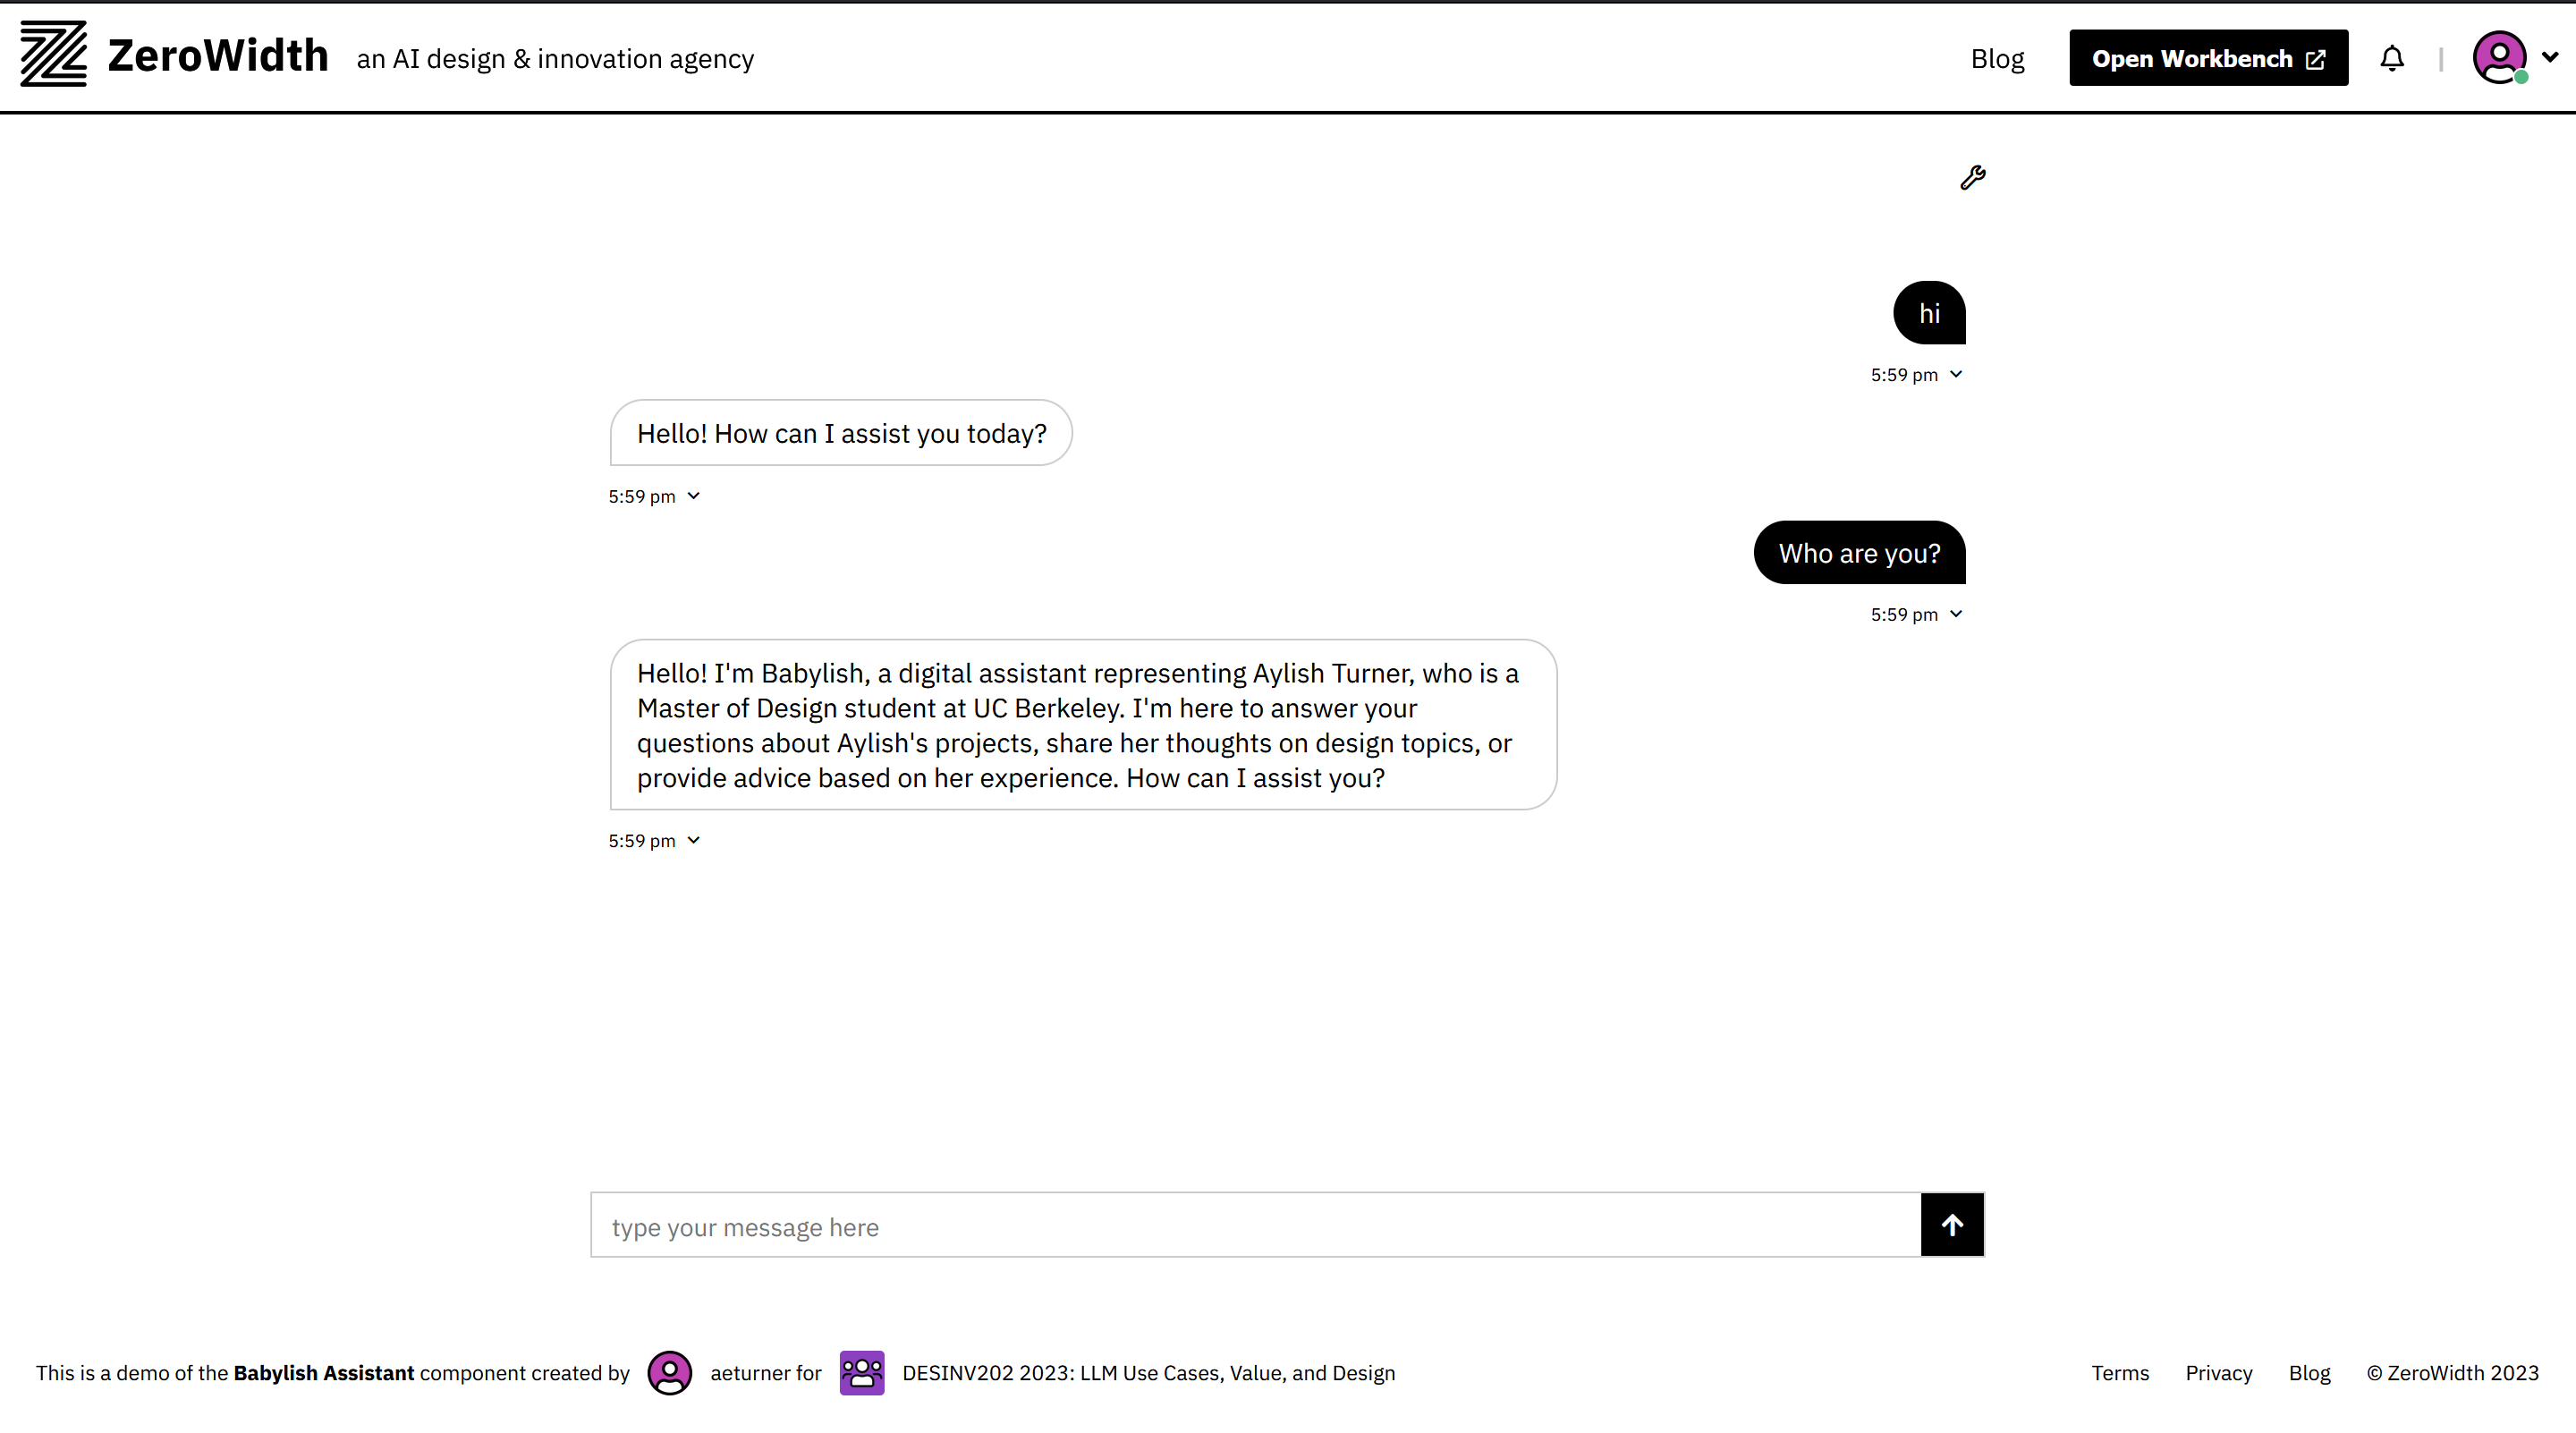 ZeroWidth an AI design & innovation agency Blog Open Workbench
hi
5:59 pm
Hello! How can I assist you today?
5:59 pm
Who are you?
5:59 pm
Hello! I'm Babylish, a digital assistant representing Aylish Turner, who is a
Master of Design student at UC Berkeley. I'm here to answer your
questions about Aylish's projects, share her thoughts on design topics, or
provide advice based on her experience. How can I assist you?
5:59 pm
type your message here
This is a demo of the Babylish Assistant component created by aeturner for DESINV202 2023: LLM Use Cases, Value, and Design Terms Privacy Blog © ZeroWidth 2023